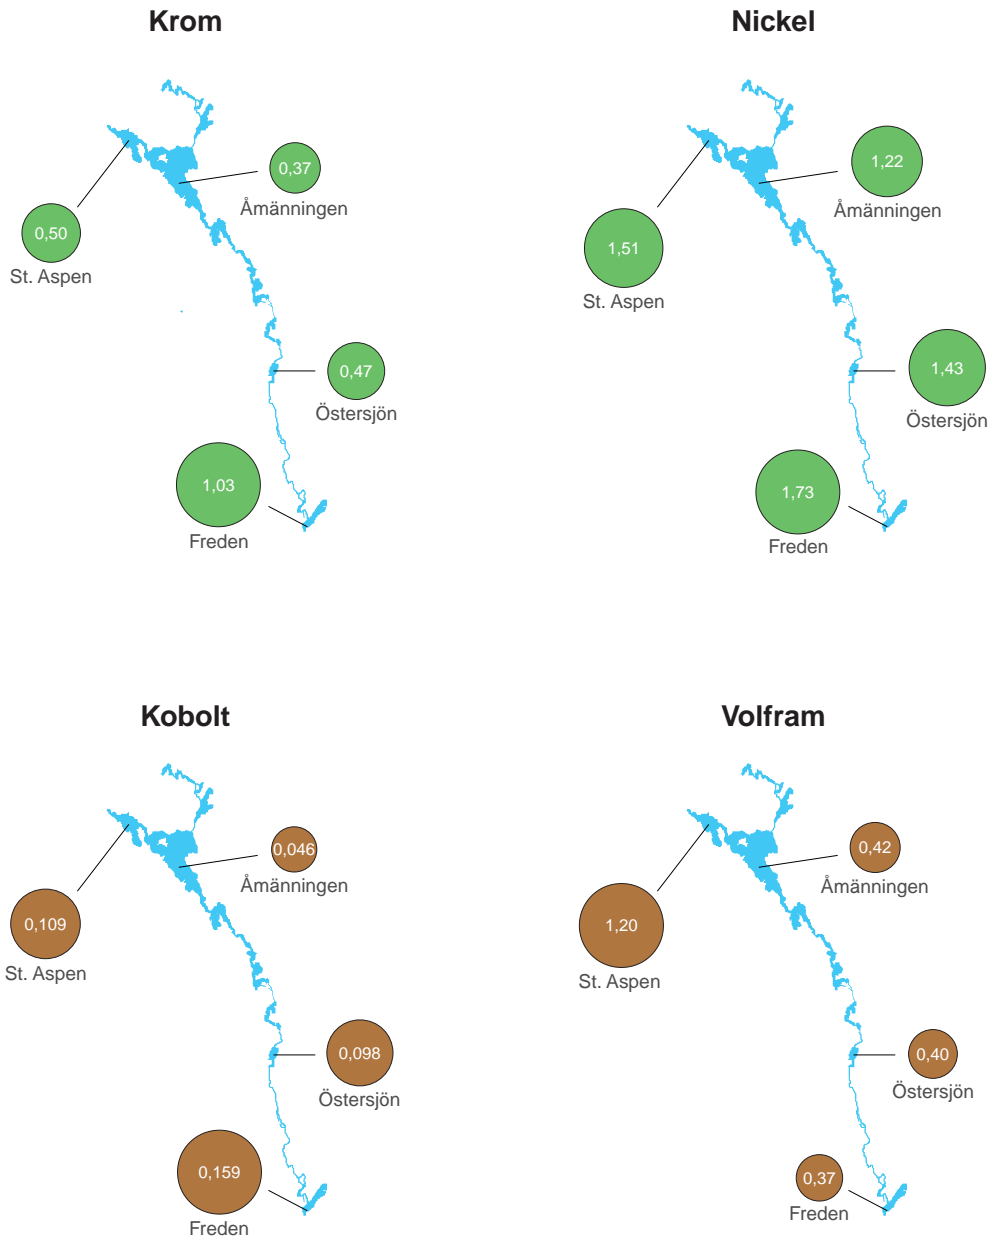 Krom
0,37
Åmänningen
0,50
St. Aspen
0,47
Östersjön
1,03
Freden
Nickel
1,22
Åmänningen
1,51
St. Aspen
1,43
Östersjön
1,73
Freden
Kobolt
0,046
Åmänningen
0,109
St. Aspen
0,098
Östersjön
0,159
Freden
Volfram
0,42
Åmänningen
1,20
St. Aspen
0,40
Östersjön
0,37
Freden